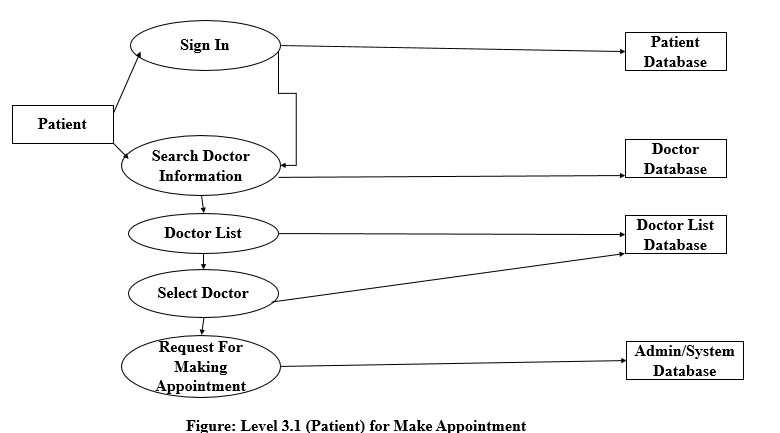 Sign In
Patient
Database
Patient
Search Doctor
Information
Doctor
Database
Doctor List
Doctor List
Database
Select Doctor
Request For
Making
Appointment
Admin/System
Database
Figure: Level 3.1 (Patient) for Make Appointment